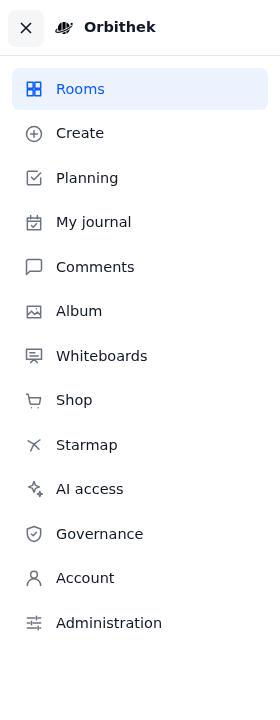 Orbithek
Rooms
Create
Planning
My journal
Comments
Album
Whiteboards
Shop
Starmap
AI access
Governance
Account
Administration